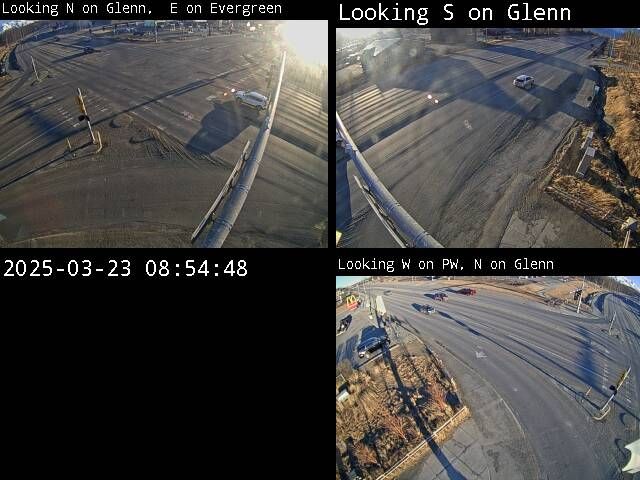 Looking N on Glenn,  E on Evergreen
Looking S on Glenn
2025-03-23 08:54:48
Looking W on PW, N on Glenn